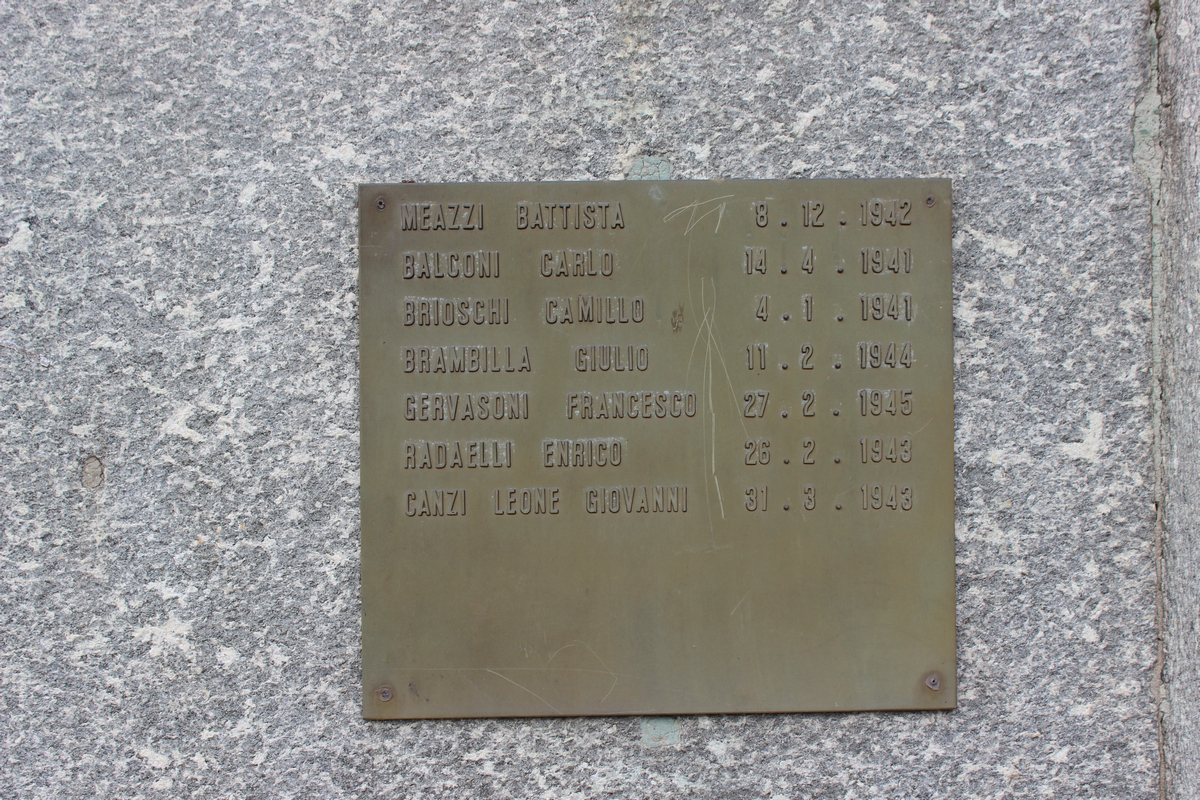 MEAZZI BATTISTA 8 . 12 . 1942
BALCONI CARLO 14 . 4 . 1941
BRIOSCHI CAMILLO 4 . 1 . 1941
BRAMBILLA GIULIO 11 . 2 . 1944
GERVASONI FRANCESCO 27 . 2 . 1945
RADAELLI ENRICO 26 . 2 . 1943
CANZI LEONE GIOVANNI 31 . 3 . 1943